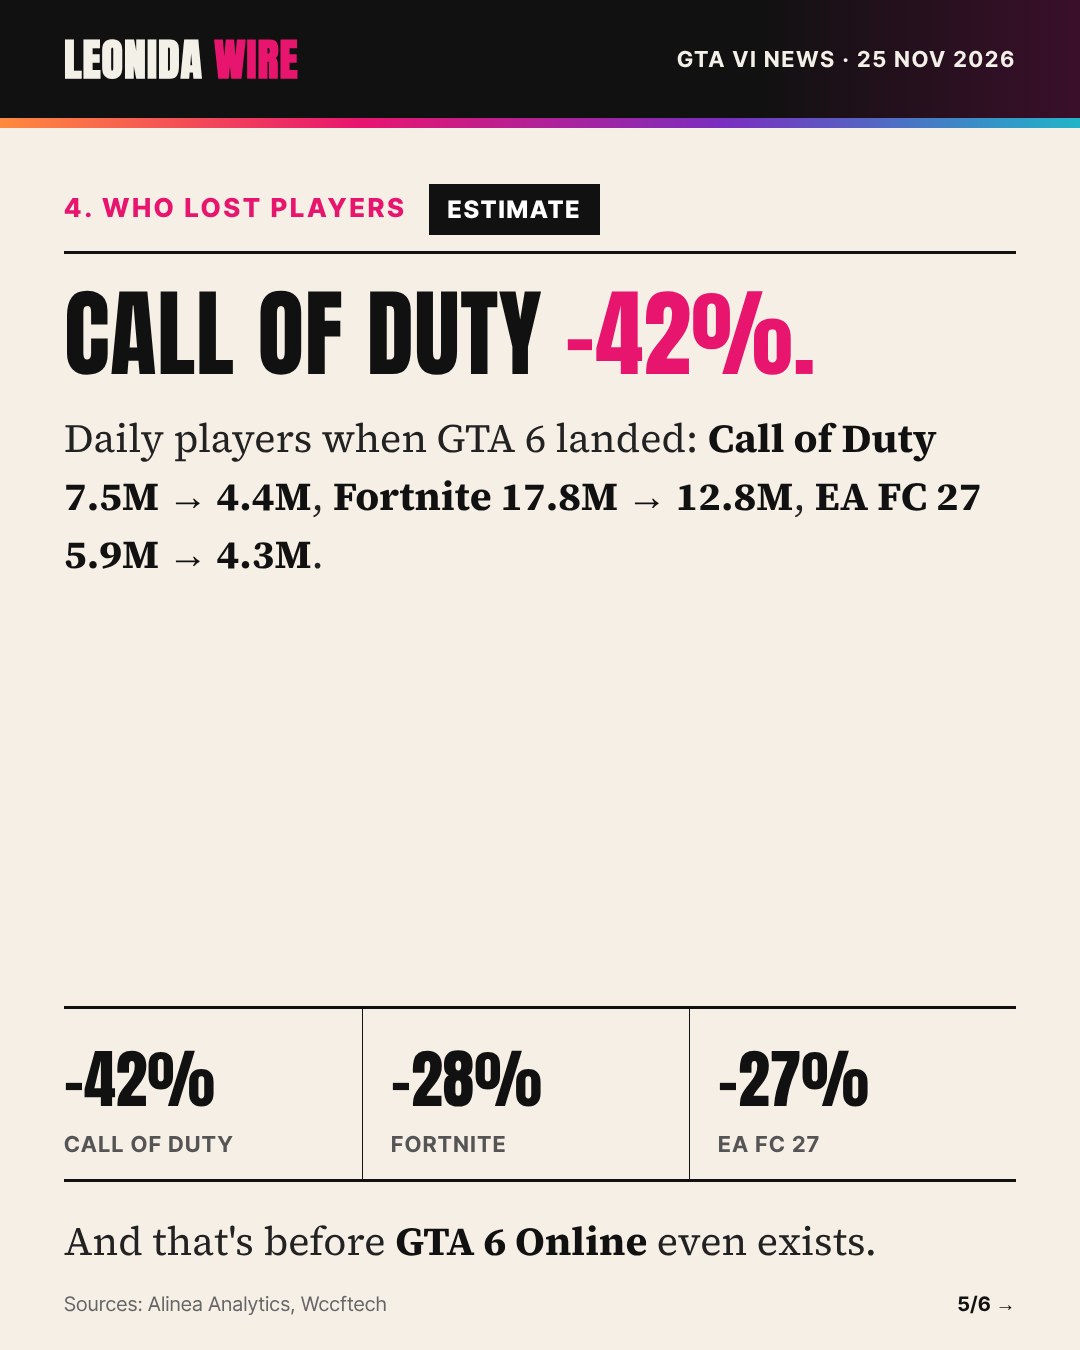 LEONIDA WIRE
GTA VI NEWS · 25 NOV 2026
4. WHO LOST PLAYERS
ESTIMATE
CALL OF DUTY -42%.
Daily players when GTA 6 landed: Call of Duty
7.5M → 4.4M, Fortnite 17.8M → 12.8M, EA FC 27
5.9M → 4.3M.
-42%
CALL OF DUTY
-28%
FORTNITE
-27%
EA FC 27
And that's before GTA 6 Online even exists.
Sources: Alinea Analytics, Wccftech
5/6 →